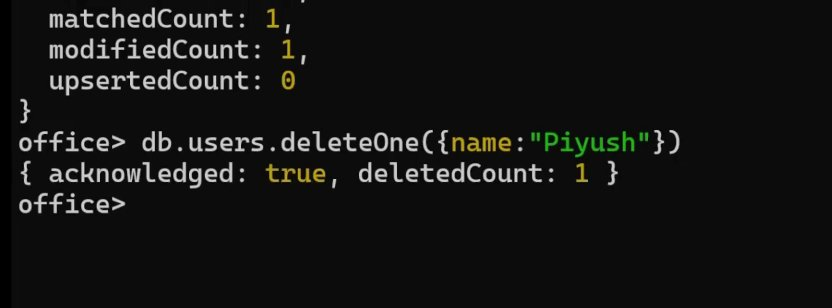 matchedCount: 1,
modifiedCount: 1,
upsertedCount: 0
}
office> db.users.deleteOne({name:"Piyush"})
{ acknowledged: true, deletedCount: 1 }
office>